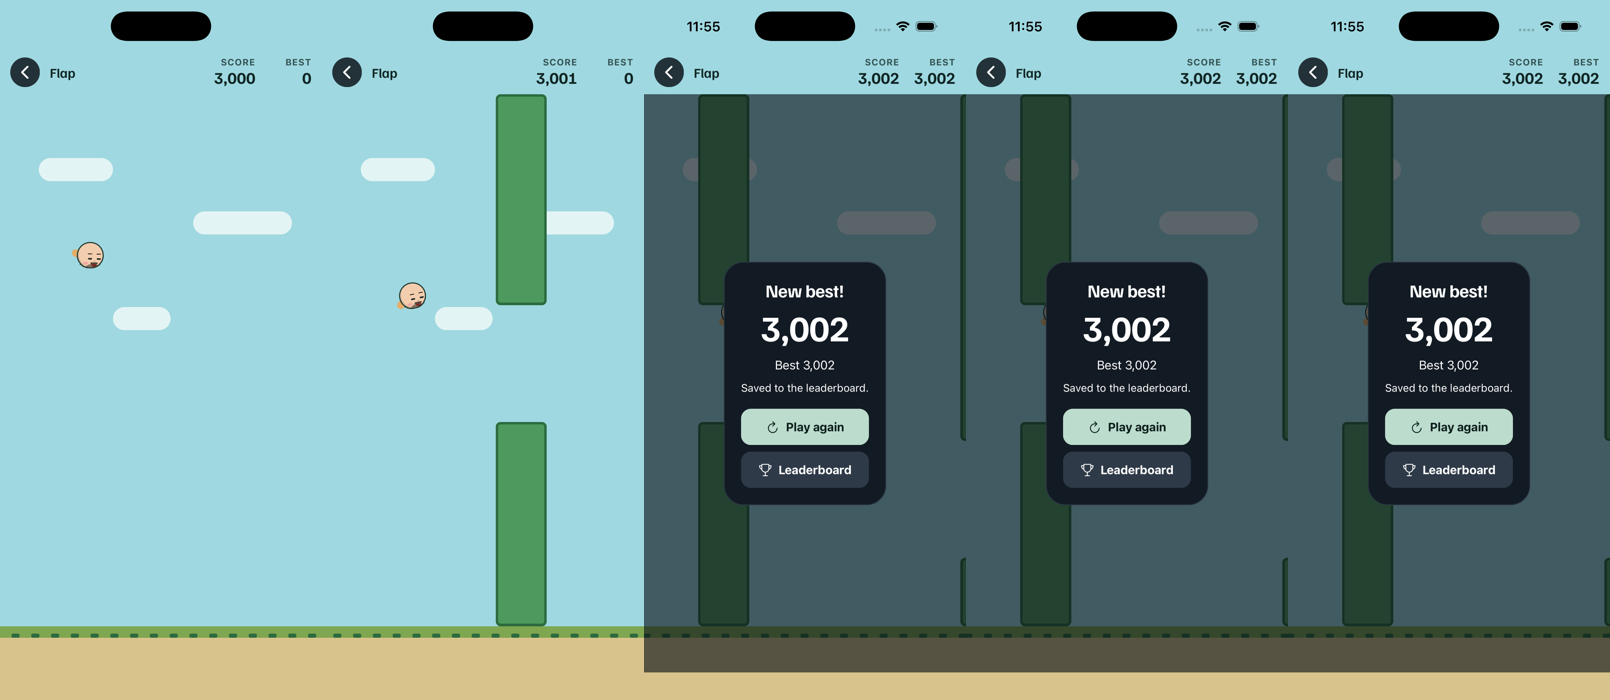 Flap
SCORE
3,000
BEST
0
Flap
SCORE
3,001
BEST
0
11:55
Flap
SCORE
3,002
BEST
3,002
New best!
3,002
Best 3,002
Saved to the leaderboard.
Play again
Leaderboard
11:55
Flap
SCORE
3,002
BEST
3,002
New best!
3,002
Best 3,002
Saved to the leaderboard.
Play again
Leaderboard
11:55
Flap
SCORE
3,002
BEST
3,002
New best!
3,002
Best 3,002
Saved to the leaderboard.
Play again
Leaderboard